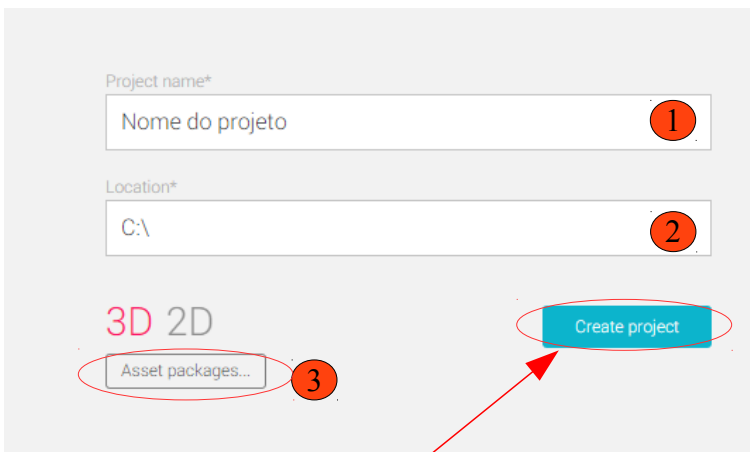 Project name*
Nome do projeto
1
Location*
C:\
2
3D 2D
Create project
Asset packages...
3